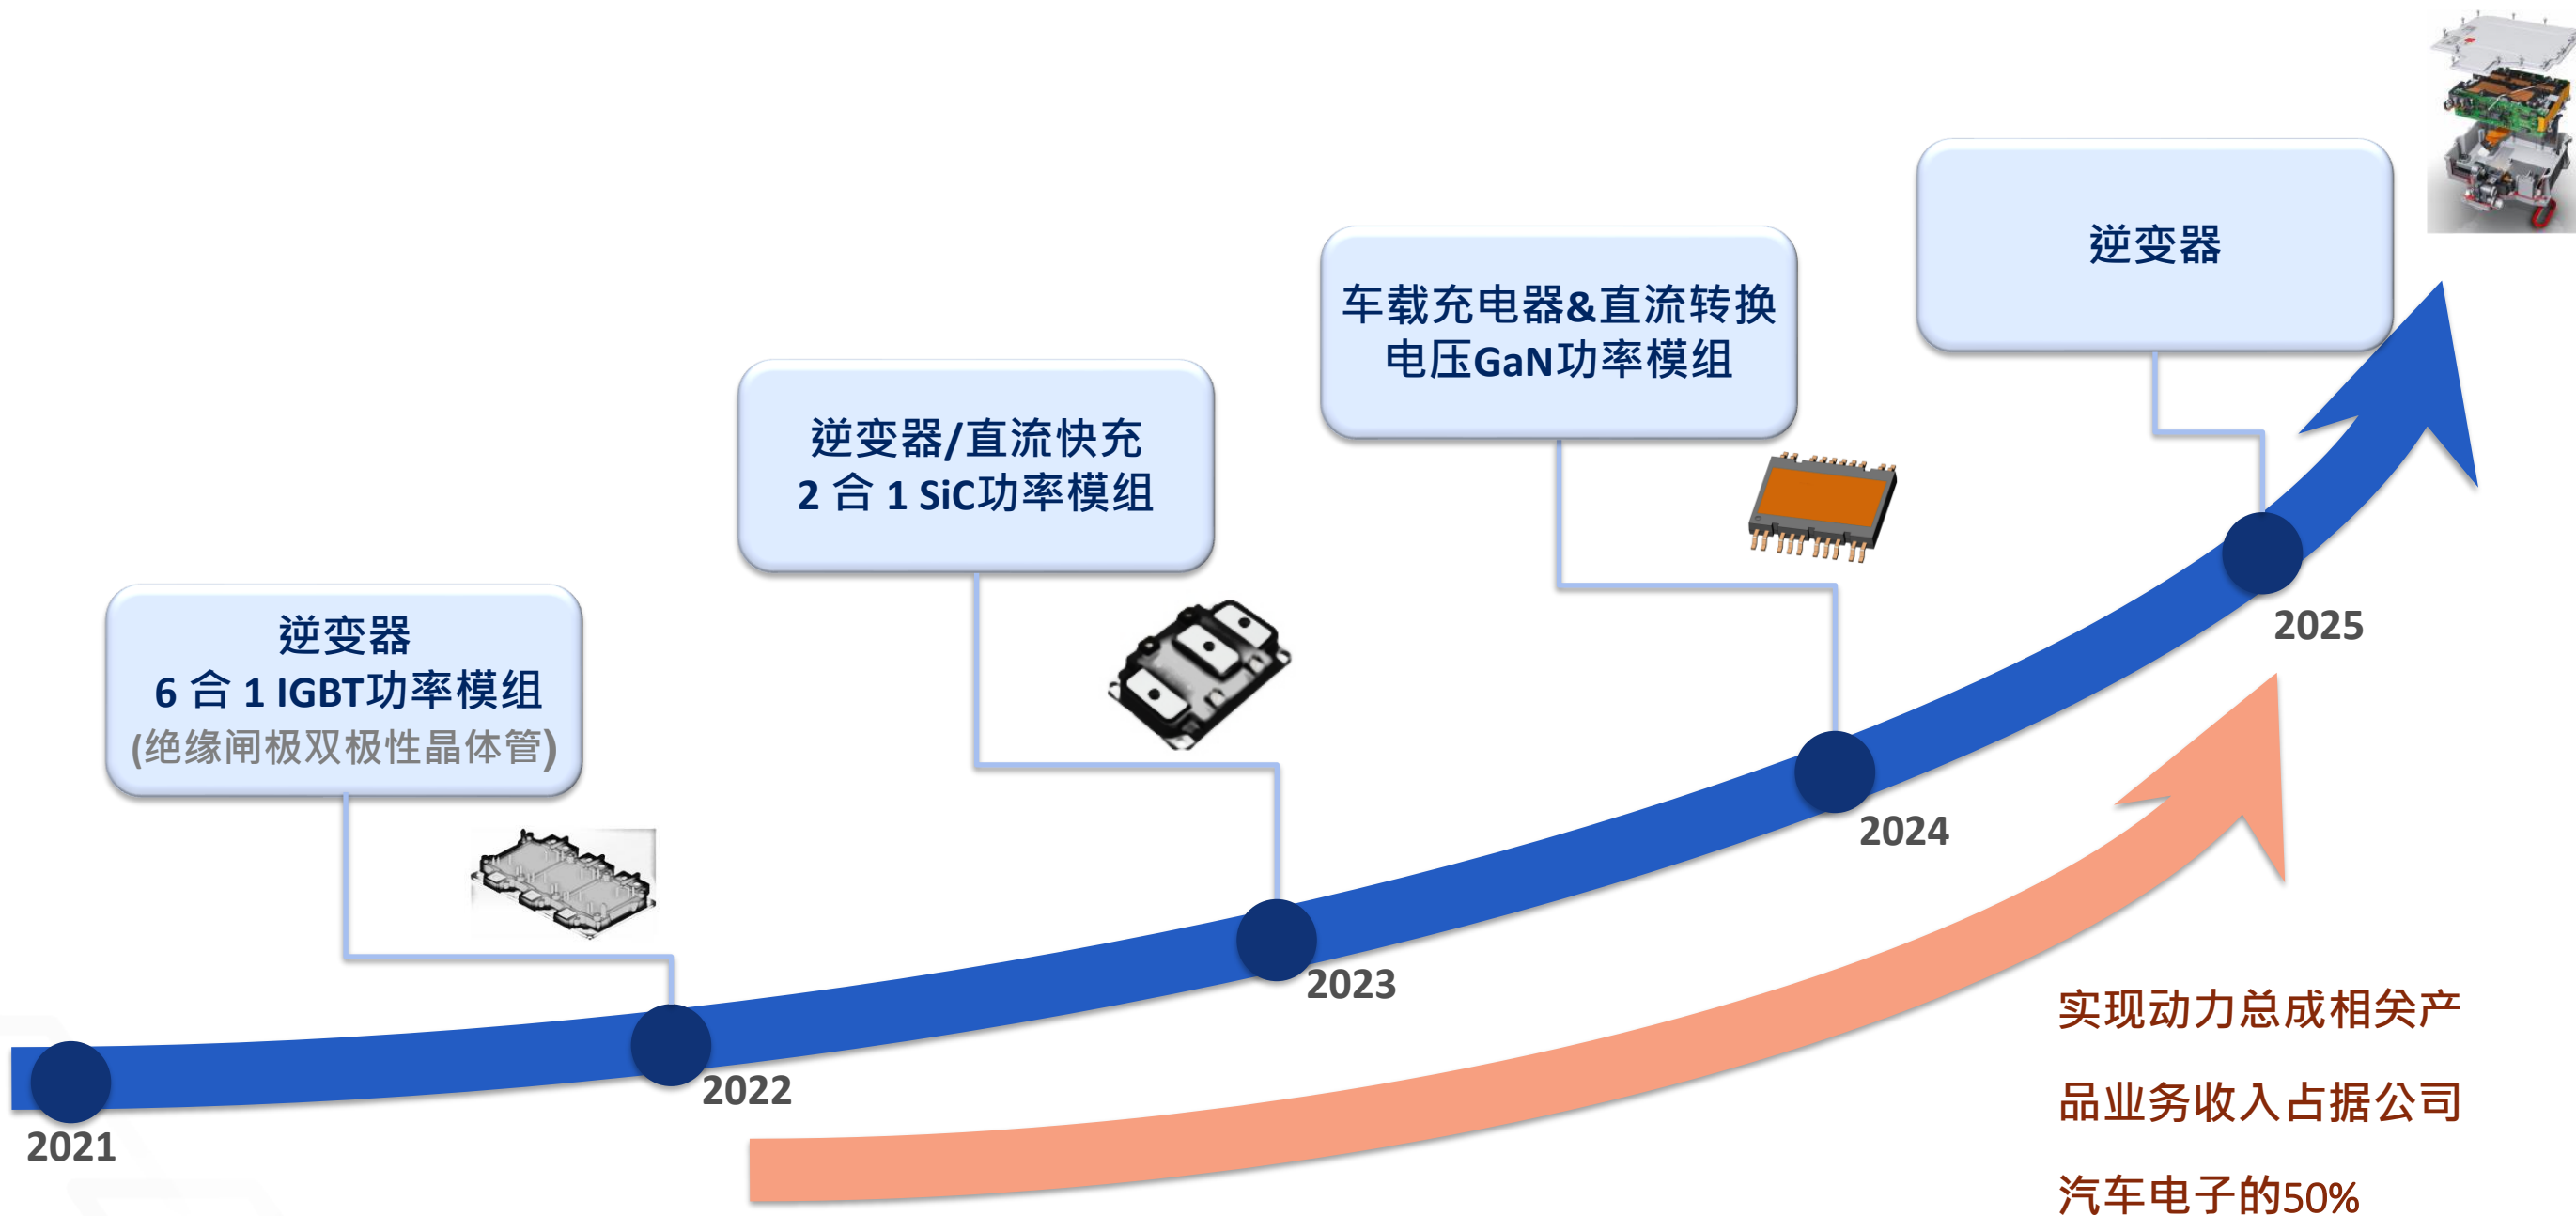 逆变器
6 合 1 IGBT功率模组
(绝缘闸极双极性晶体管)
逆变器/直流快充
2 合 1 SiC功率模组
车载充电器&直流转换
电压GaN功率模组
逆变器
2021
2022
2023
2024
2025
实现动力总成相关产
品业务收入占据公司
汽车电子的50%